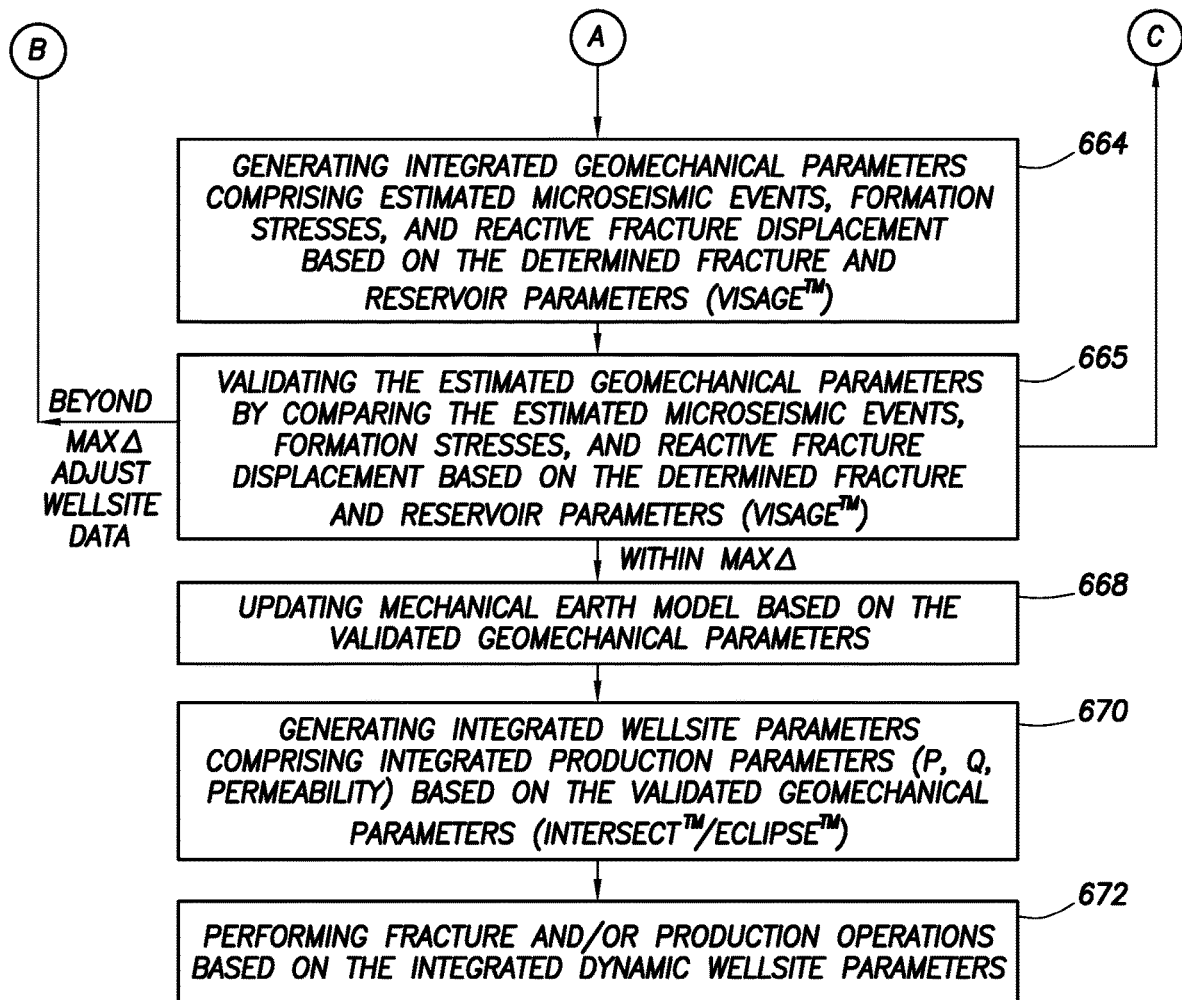 B
A
C
664
GENERATING INTEGRATED GEOMECHANICAL PARAMETERS
COMPRISING ESTIMATED MICROSEISMIC EVENTS, FORMATION
STRESSES, AND REACTIVE FRACTURE DISPLACEMENT
BASED ON THE DETERMINED FRACTURE AND
RESERVOIR PARAMETERS (VISAGE™)
665
VALIDATING THE ESTIMATED GEOMECHANICAL PARAMETERS
BY COMPARING THE ESTIMATED MICROSEISMIC EVENTS,
FORMATION STRESSES, AND REACTIVE FRACTURE
DISPLACEMENT BASED ON THE DETERMINED FRACTURE
AND RESERVOIR PARAMETERS (VISAGE™)
BEYOND
MAX Δ
ADJUST
WELLSITE
DATA
WITHIN MAX Δ
668
UPDATING MECHANICAL EARTH MODEL BASED ON THE
VALIDATED GEOMECHANICAL PARAMETERS
670
GENERATING INTEGRATED WELLSITE PARAMETERS
COMPRISING INTEGRATED PRODUCTION PARAMETERS (P, Q,
PERMEABILITY) BASED ON THE VALIDATED GEOMECHANICAL
PARAMETERS (INTERSECT™/ECLIPSE™)
672
PERFORMING FRACTURE AND/OR PRODUCTION OPERATIONS
BASED ON THE INTEGRATED DYNAMIC WELLSITE PARAMETERS